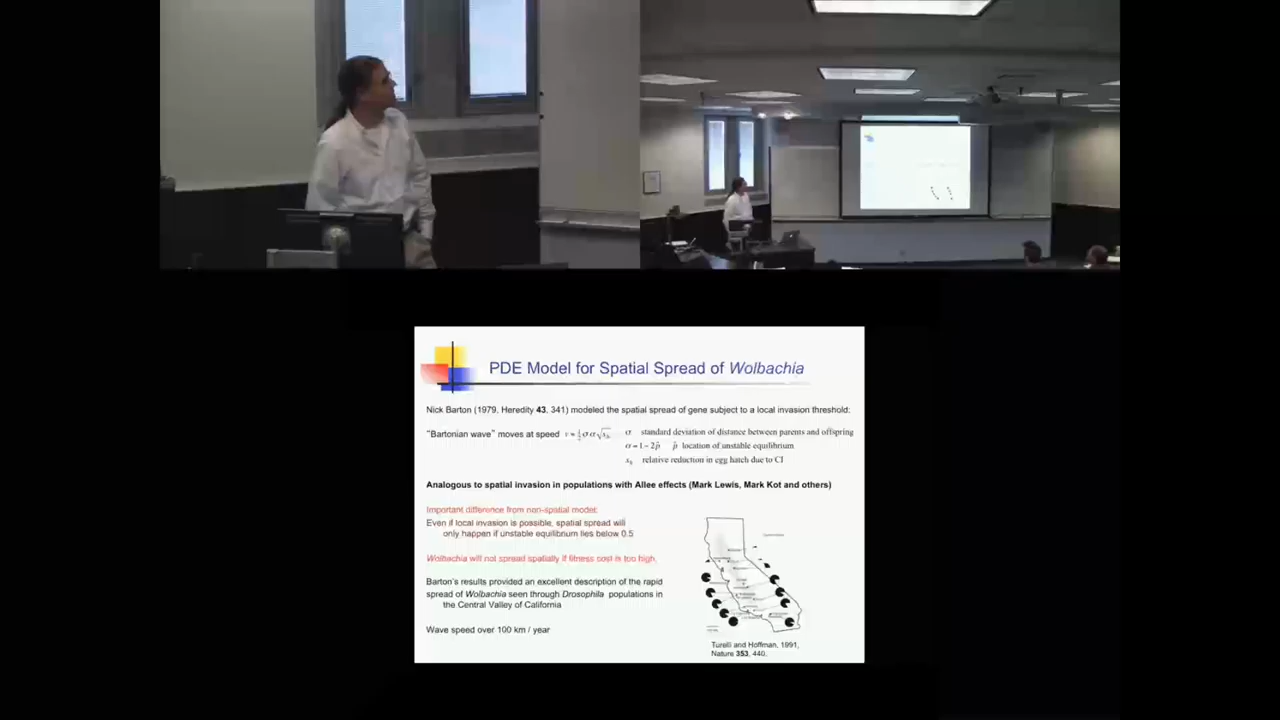 PDE Model for Spatial Spread of Wolbachia
Nick Barton (1979, Heredity 43, 341) modeled the spatial spread of gene subject to a local invasion threshold:
"Bartonian wave" moves at speed
σ standard deviation of distance between parents and offspring
α = 1 − 2p̂ p̂ location of unstable equilibrium
relative reduction in egg hatch due to CI
Analogous to spatial invasion in populations with Allee effects (Mark Lewis, Mark Kot and others)
Important difference from non-spatial model:
Even if local invasion is possible, spatial spread will
only happen if unstable equilibrium lies below 0.5
Wolbachia will not spread spatially if fitness cost is too high.
Barton's results provided an excellent description of the rapid
spread of Wolbachia seen through Drosophila populations in
the Central Valley of California
Wave speed over 100 km / year
Turelli and Hoffman, 1991,
Nature 353, 440.